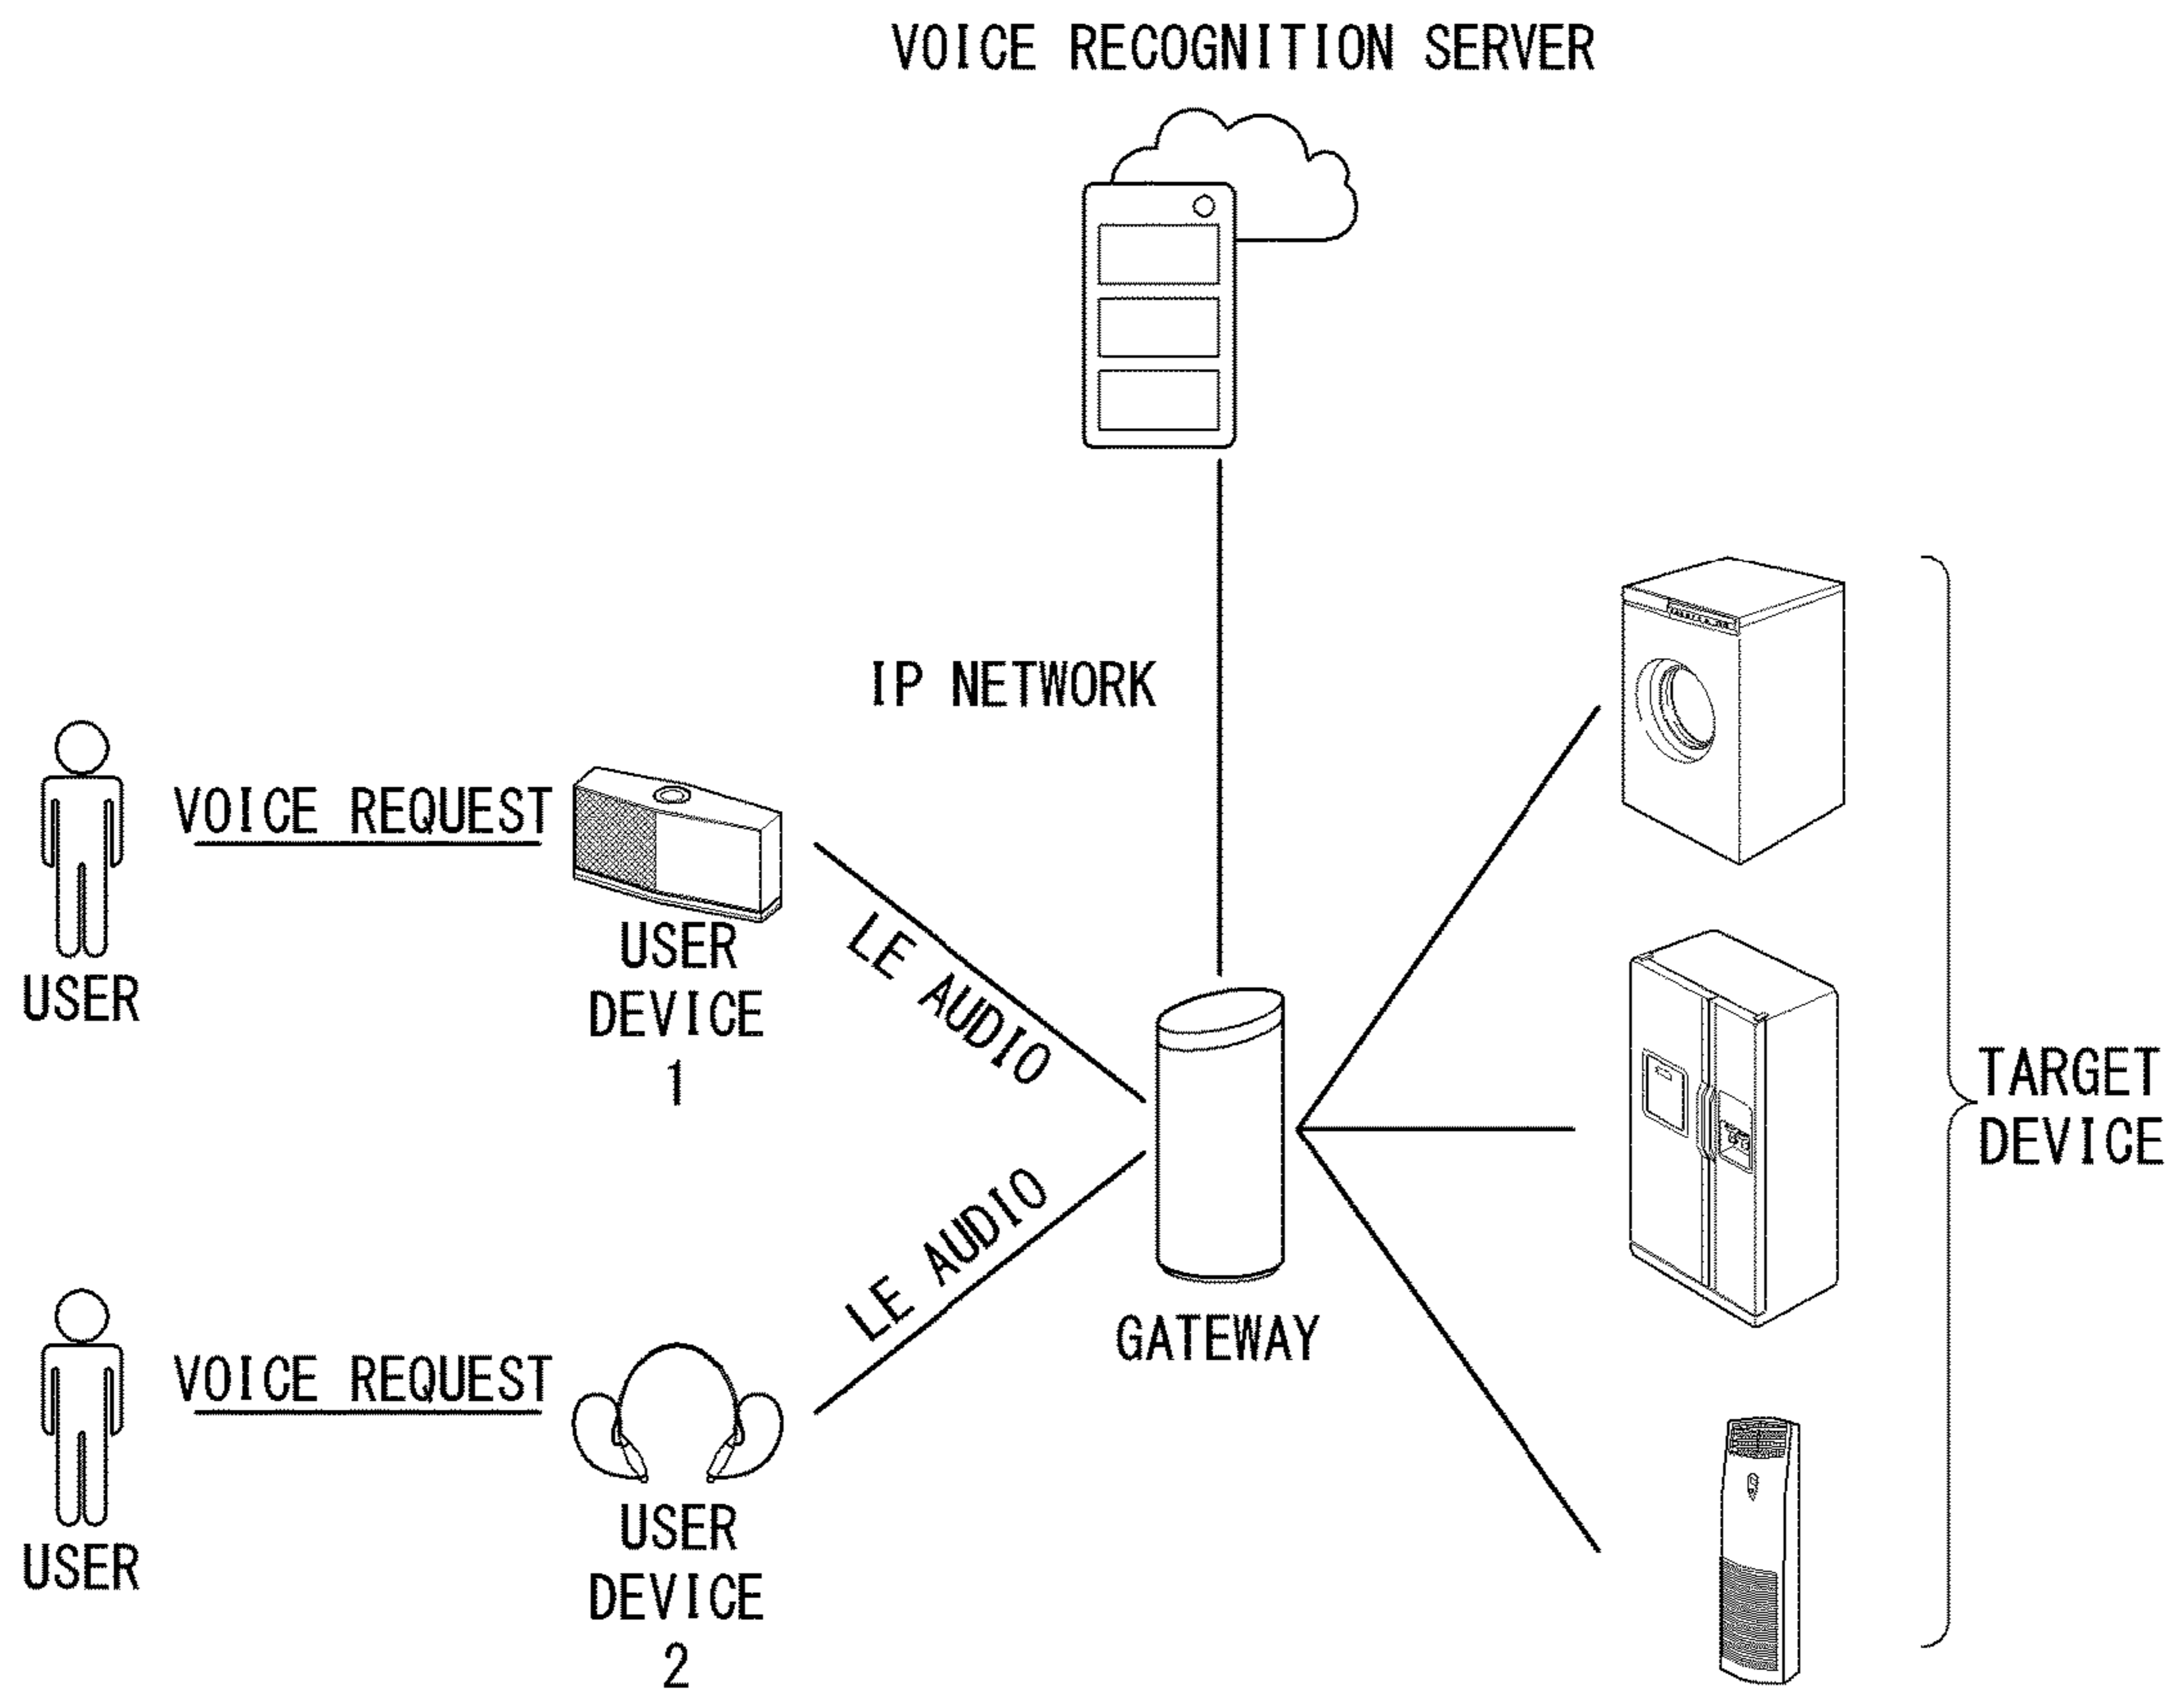 VOICE RECOGNITION SERVER
IP NETWORK
VOICE REQUEST
USER
USER
DEVICE
1
LE AUDIO
TARGET
DEVICE
LE AUDIO
GATEWAY
VOICE REQUEST
USER
USER
DEVICE
2